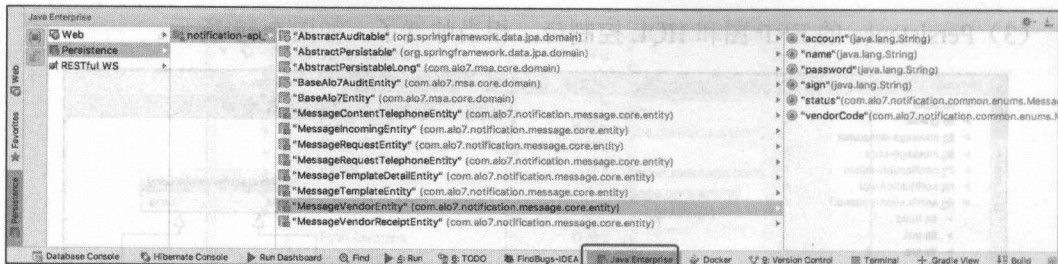 Java Enterprise
Web
Persistence
RESTful WS
notification-api_
"AbstractAuditable" (org.springframework.data.jpa.domain)
"AbstractPersistable" (org.springframework.data.jpa.domain)
"AbstractPersistableLong" (com.alo7.msa.core.domain)
"BaseAlo7AuditEntity" (com.alo7.msa.core.domain)
"BaseAlo7Entity" (com.alo7.msa.core.domain)
"MessageContentTelephoneEntity" (com.alo7.notification.message.core.entity)
"MessageIncomingEntity" (com.alo7.notification.message.core.entity)
"MessageRequestEntity" (com.alo7.notification.message.core.entity)
"MessageRequestTelephoneEntity" (com.alo7.notification.message.core.entity)
"MessageTemplateDetailEntity" (com.alo7.notification.message.core.entity)
"MessageTemplateEntity" (com.alo7.notification.message.core.entity)
"MessageVendorEntity" (com.alo7.notification.message.core.entity)
"MessageVendorReceiptEntity" (com.alo7.notification.message.core.entity)
"account"(java.lang.String)
"name"(java.lang.String)
"password"(java.lang.String)
"sign"(java.lang.String)
"status"(com.alo7.notification.common.enums.Messa
"vendorCode"(com.alo7.notification.common.enums.M
Web
Favorites
Persistence
Database Console
Hibernate Console
Run Dashboard
Find
4: Run
6: TODO
FindBugs-IDEA
Java Enterprise
Docker
9: Version Control
Terminal
Gradle View
Build